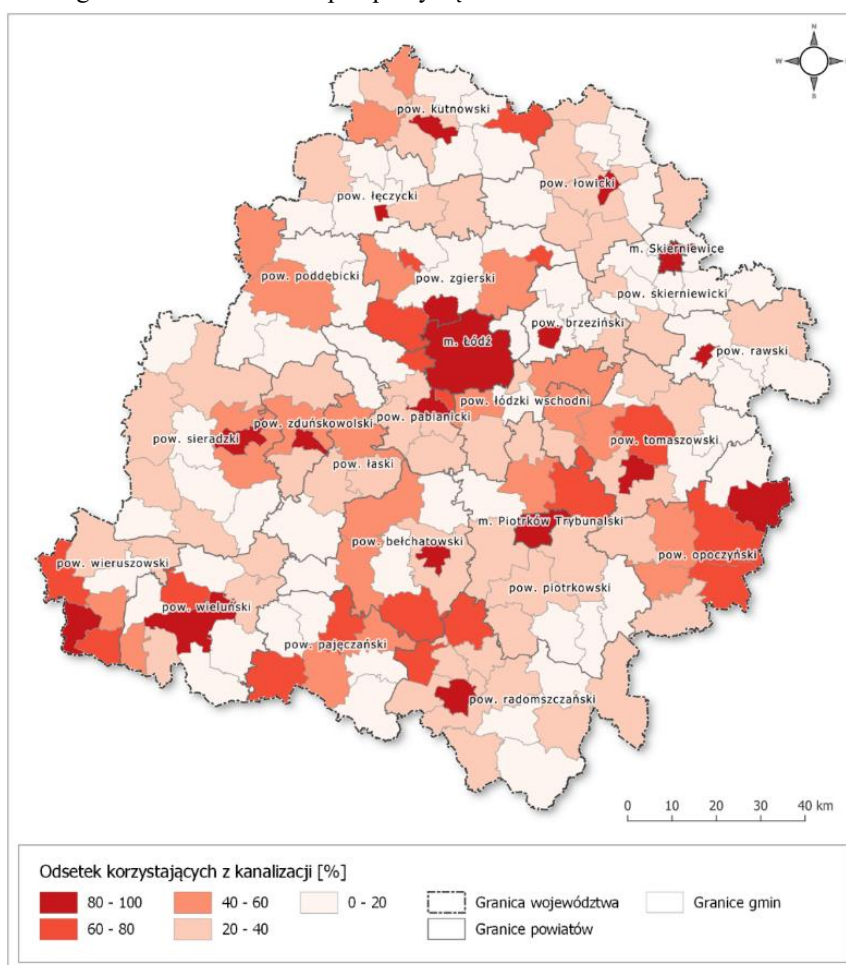 N
W
S
pow. kutnowski
pow. łowicki
pow. łęczycki
m. Skierniewice
pow. poddębicki
pow. zgierski
pow. skierniewicki
pow. brzeziński
m. Łódź
pow. rawski
pow. łódzki wschodni
pow. pabianicki
pow. zduńskowolski
pow. sieradzki
pow. tomaszowski
pow. łaski
m. Piotrków Trybunalski
pow. bełchatowski
pow. opoczyński
pow. wieruszowski
pow. piotrkowski
pow. wieluński
pow. pajęczański
pow. radomszczański
0 10 20 30 40 km
Odsetek korzystających z kanalizacji [%]
80 - 100 40 - 60 0 - 20 Granica województwa Granice gmin
60 - 80 20 - 40 Granice powiatów